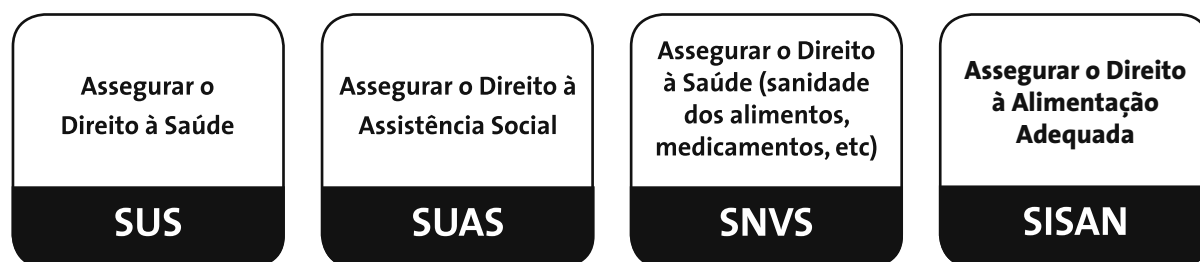 Assegurar o
Direito à Saúde
SUS
Assegurar o Direito à
Assistência Social
SUAS
Assegurar o Direito
à Saúde (sanidade
dos alimentos,
medicamentos, etc)
SNVS
Assegurar o Direito
à Alimentação
Adequada
SISAN